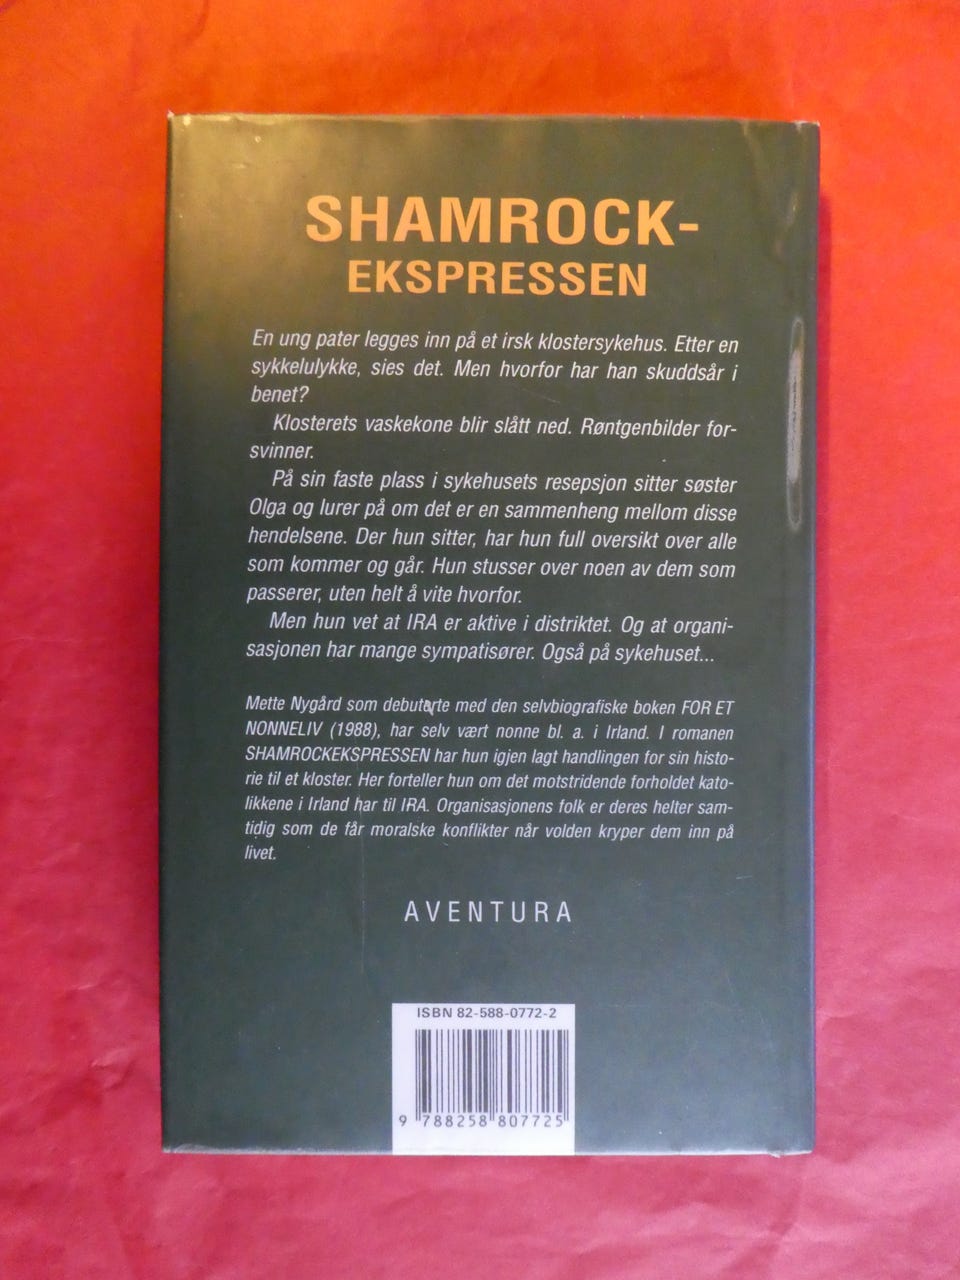 SHAMROCK-
EKSPRESSEN
En ung pater legges inn på et irsk klostersykehus. Etter en
sykkelulykke, sies det. Men hvorfor har han skuddsår i
benet?
Klosterets vaskekone blir slått ned. Røntgenbilder for-
svinner.
På sin faste plass i sykehusets resepsjon sitter søster
Olga og lurer på om det er en sammenheng mellom disse
hendelsene. Der hun sitter, har hun full oversikt over alle
som kommer og går. Hun stusser over noen av dem som
passerer, uten helt å vite hvorfor.
Men hun vet at IRA er aktive i distriktet. Og at organi-
sasjonen har mange sympatisører. Også på sykehuset...
Mette Nygård som debuterte med den selvbiografiske boken FOR ET
NONNELIV (1988), har selv vært nonne bl. a. i Irland. I romanen
SHAMROCKEKSPRESSEN har hun igjen lagt handlingen for sin histo-
rie til et kloster. Her forteller hun om det motstridende forholdet kato-
likkene i Irland har til IRA. Organisasjonens folk er deres helter sam-
tidig som de får moralske konflikter når volden kryper dem inn på
livet.
AVENTURA
ISBN 82-588-0772-2
9 788258 807725